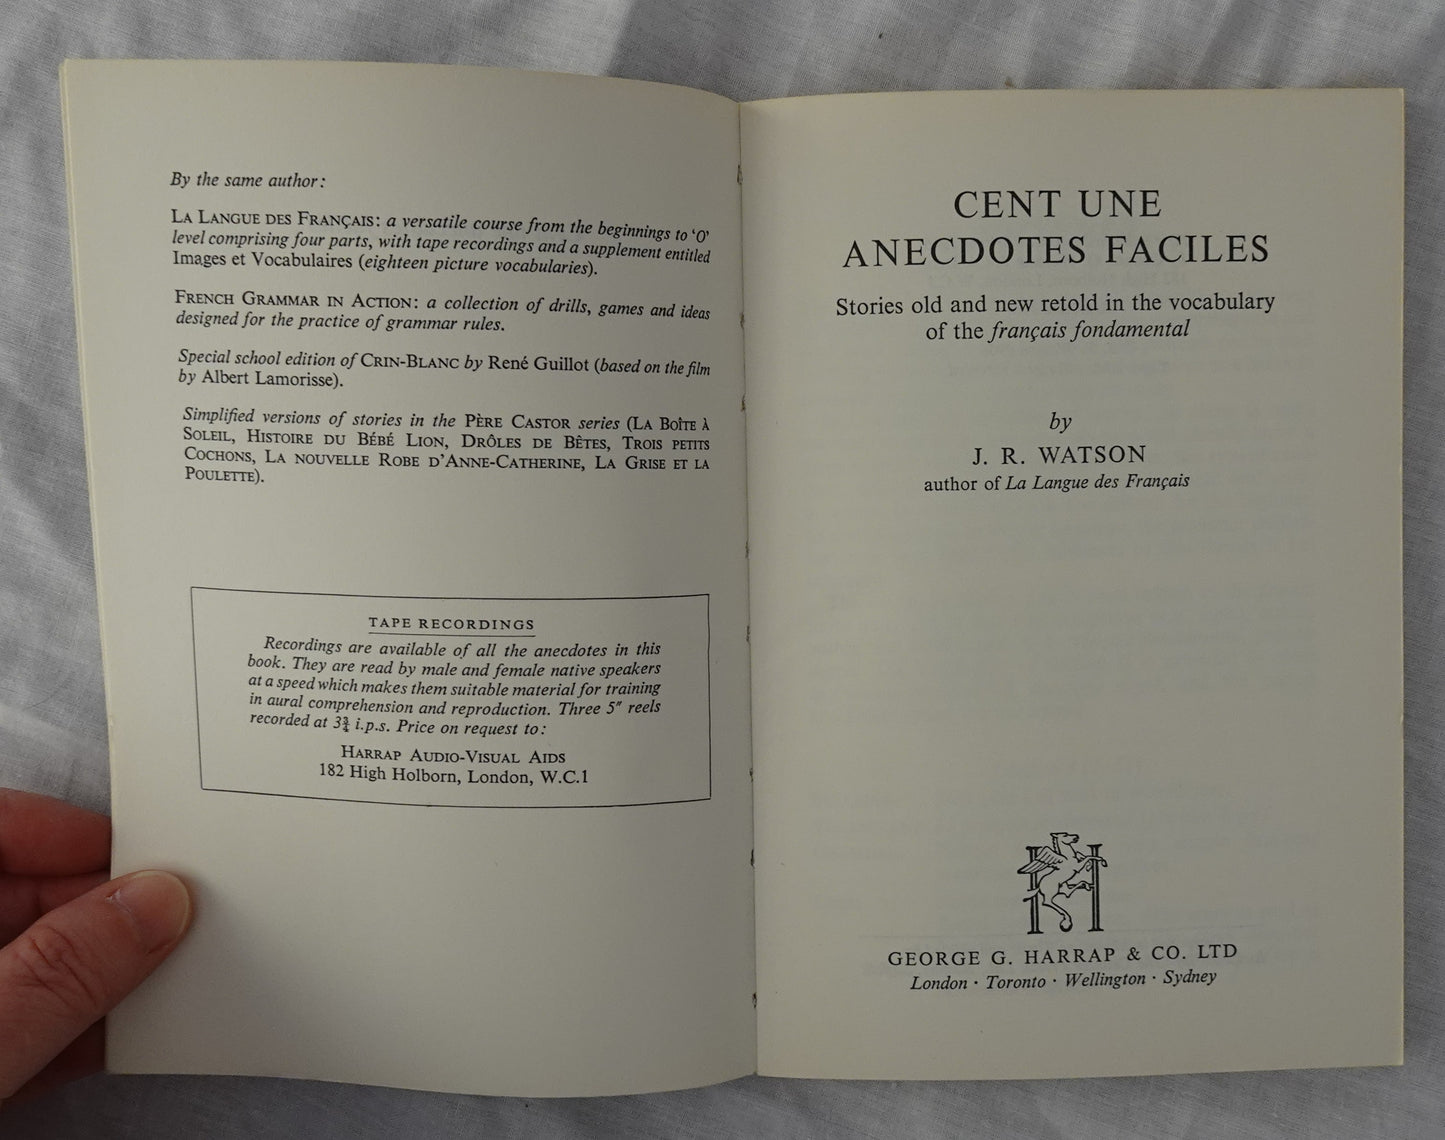 By the same author:
LA LANGUE DES FRANÇAIS: a versatile course from the beginnings to ‘O’
level comprising four parts, with tape recordings and a supplement entitled
Images et Vocabulaires (eighteen picture vocabularies).
FRENCH GRAMMAR IN ACTION: a collection of drills, games and ideas
designed for the practice of grammar rules.
Special school edition of CRIN-BLANC by René Guillot (based on the film
by Albert Lamorisse).
Simplified versions of stories in the PÈRE CASTOR series (LA BOÎTE À
SOLEIL, HISTOIRE DU BÉBÉ LION, DRÔLES DE BÊTES, TROIS PETITS
COCHONS, LA NOUVELLE ROBE D’ANNE-CATHERINE, LA GRISE ET LA
POULETTE).
TAPE RECORDINGS
Recordings are available of all the anecdotes in this
book. They are read by male and female native speakers
at a speed which makes them suitable material for training
in aural comprehension and reproduction. Three 5″ reels
recorded at 3¾ i.p.s. Price on request to:
HARRAP AUDIO-VISUAL AIDS
182 High Holborn, London, W.C.1
CENT UNE
ANECDOTES FACILES
Stories old and new retold in the vocabulary
of the français fondamental
by
J. R. WATSON
author of La Langue des Français
H
GEORGE G. HARRAP & CO. LTD
London · Toronto · Wellington · Sydney